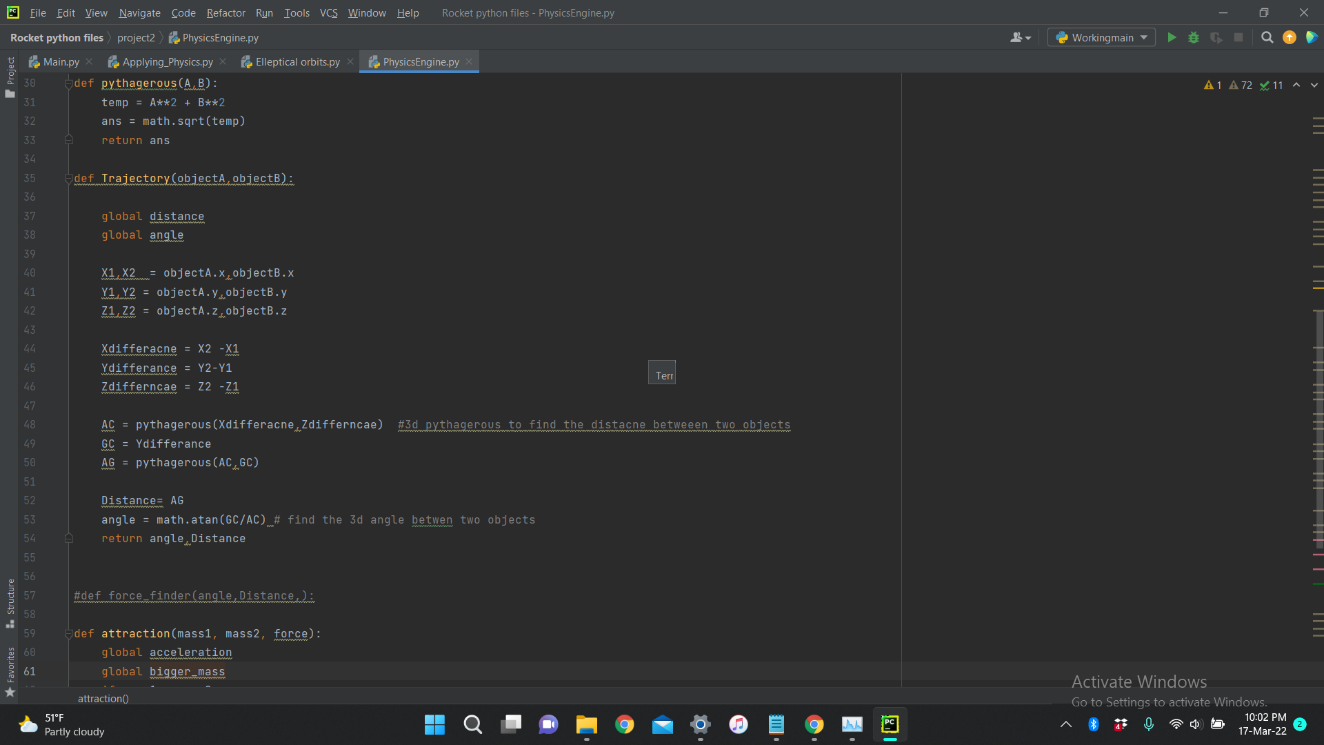 File Edit View Navigate Code Refactor Run Tools VCS Window Help Rocket python files - PhysicsEngine.py
Rocket python files project2 PhysicsEngine.py Workingmain
Project Main.py Applying_Physics.py Elleptical orbits.py PhysicsEngine.py
30 def pythagerous(A,B): 1 72 11
31 temp = A**2 + B**2
32 ans = math.sqrt(temp)
33 return ans
34
35 def Trajectory(objectA,objectB):
36
37 global distance
38 global angle
39
40 X1,X2 = objectA.x,objectB.x
41 Y1,Y2 = objectA.y,objectB.y
42 Z1,Z2 = objectA.z,objectB.z
43
44 Xdifferacne = X2 -X1
45 Ydifferance = Y2-Y1
46 Zdifferncae = Z2 -Z1
47
48 AC = pythagerous(Xdifferacne,Zdifferncae) #3d pythagerous to find the distacne betweeen two objects
49 GC = Ydifferance
50 AG = pythagerous(AC,GC)
51
52 Distance= AG
53 angle = math.atan(GC/AC) # find the 3d angle betwen two objects
54 return angle,Distance
55
56
57 #def force_finder(angle,Distance,):
58
59 def attraction(mass1, mass2, force):
60 global acceleration
61 global bigger_mass
Structure
Favorites
attraction()
Activate Windows
Go to Settings to activate Windows.
51°F
Partly cloudy
PC
10:02 PM
17-Mar-22
2